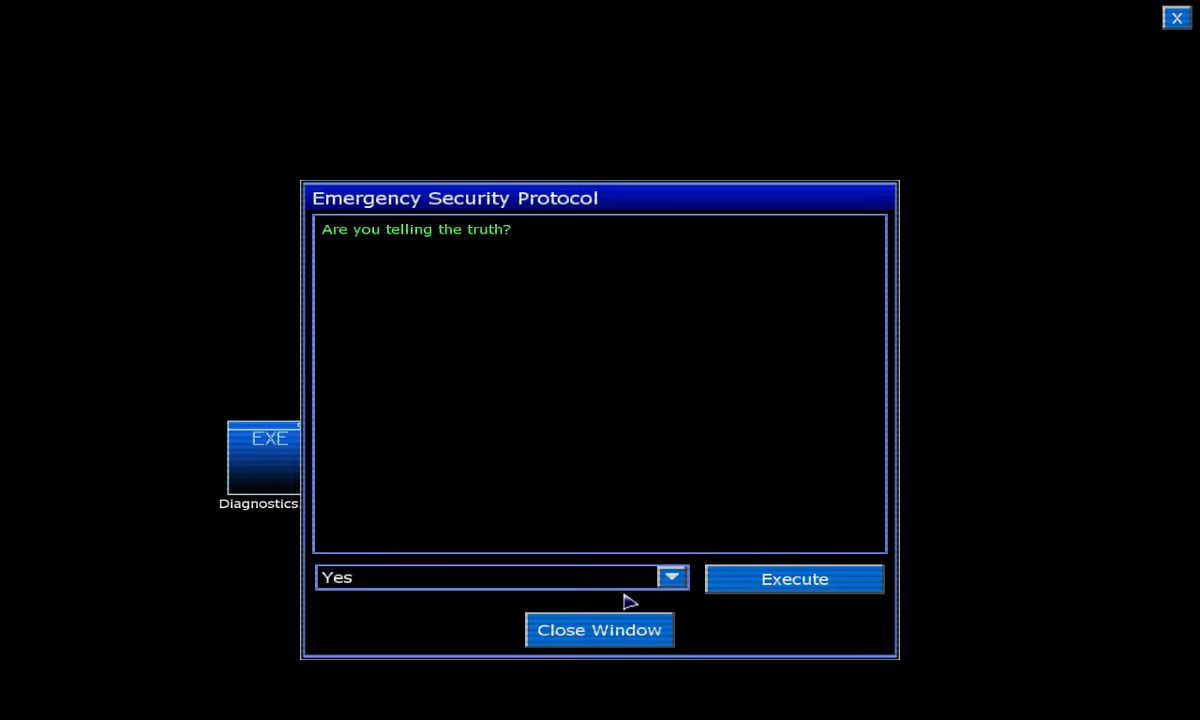 X
Emergency Security Protocol
Are you telling the truth?
EXE
Diagnostics.
Yes
Execute
Close Window